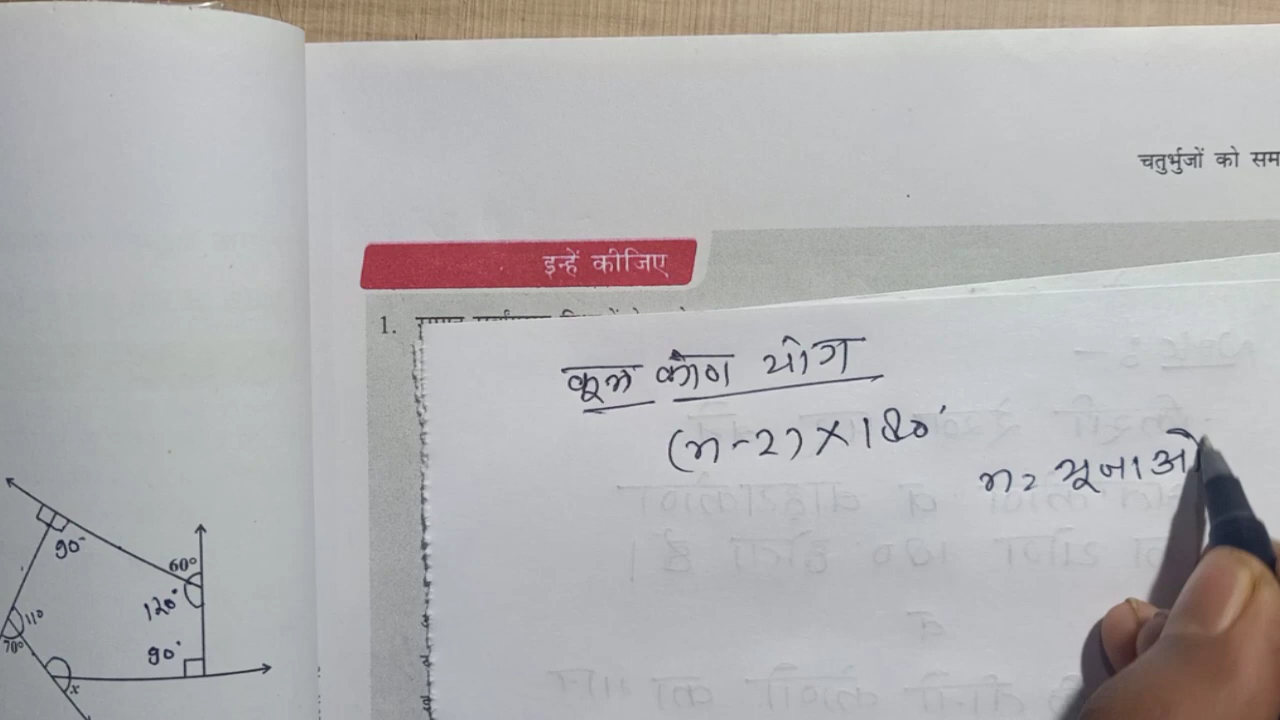 चतुर्भुजों को सम
इन्हें कीजिए
1.
कूल कोण योग
(n-2)×180°
n= भूजाओ
90°
60°
120°
110
70°
90°
x